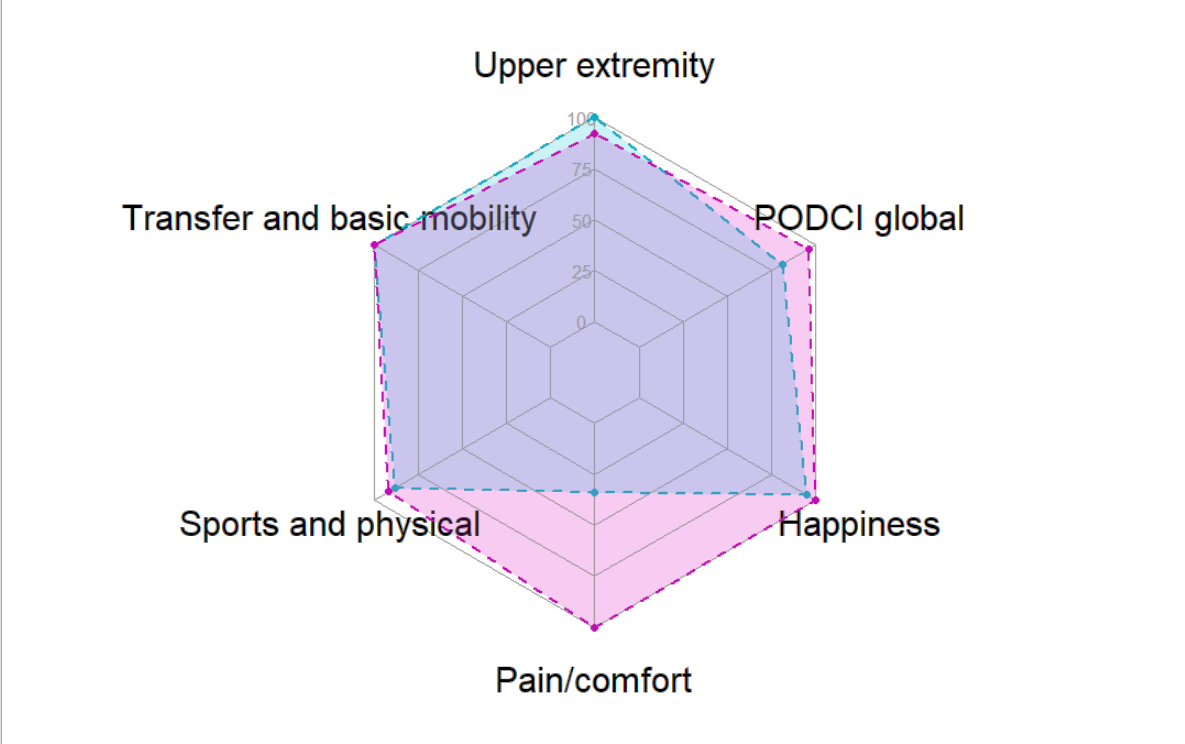 Upper extremity
100
75
Transfer and basic mobility
50
PODCI global
25
0
Sports and physical
Happiness
Pain/comfort